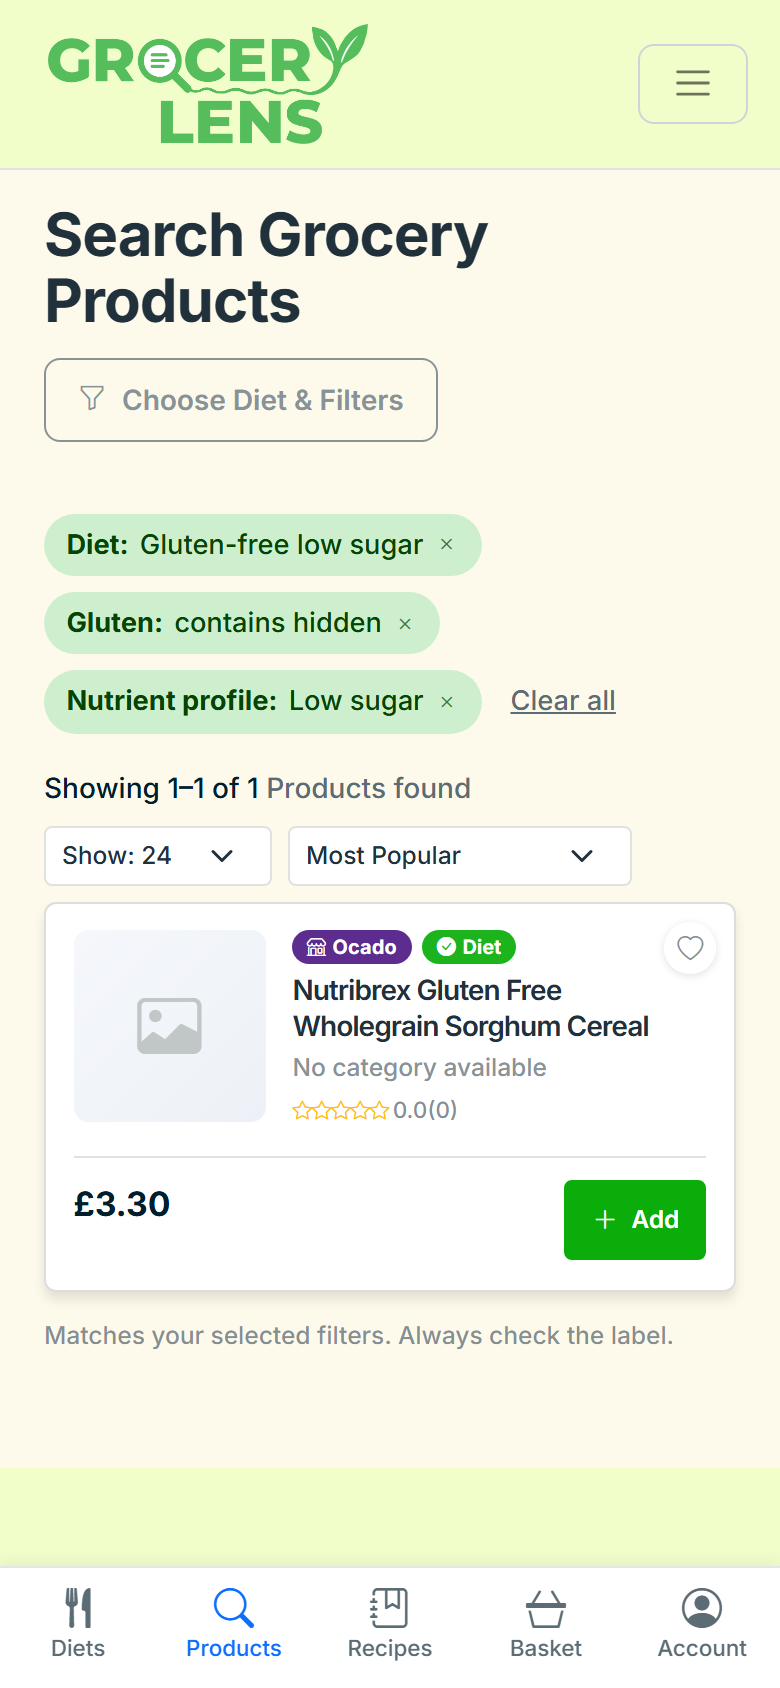 GROCERY
LENS
Search Grocery
Products
Choose Diet & Filters
Diet: Gluten-free low sugar ×
Gluten: contains hidden ×
Nutrient profile: Low sugar × Clear all
Showing 1–1 of 1 Products found
Show: 24
Most Popular
Ocado Diet
Nutribrex Gluten Free
Wholegrain Sorghum Cereal
No category available
0.0(0)
£3.30
+ Add
Matches your selected filters. Always check the label.
Diets Products Recipes Basket Account